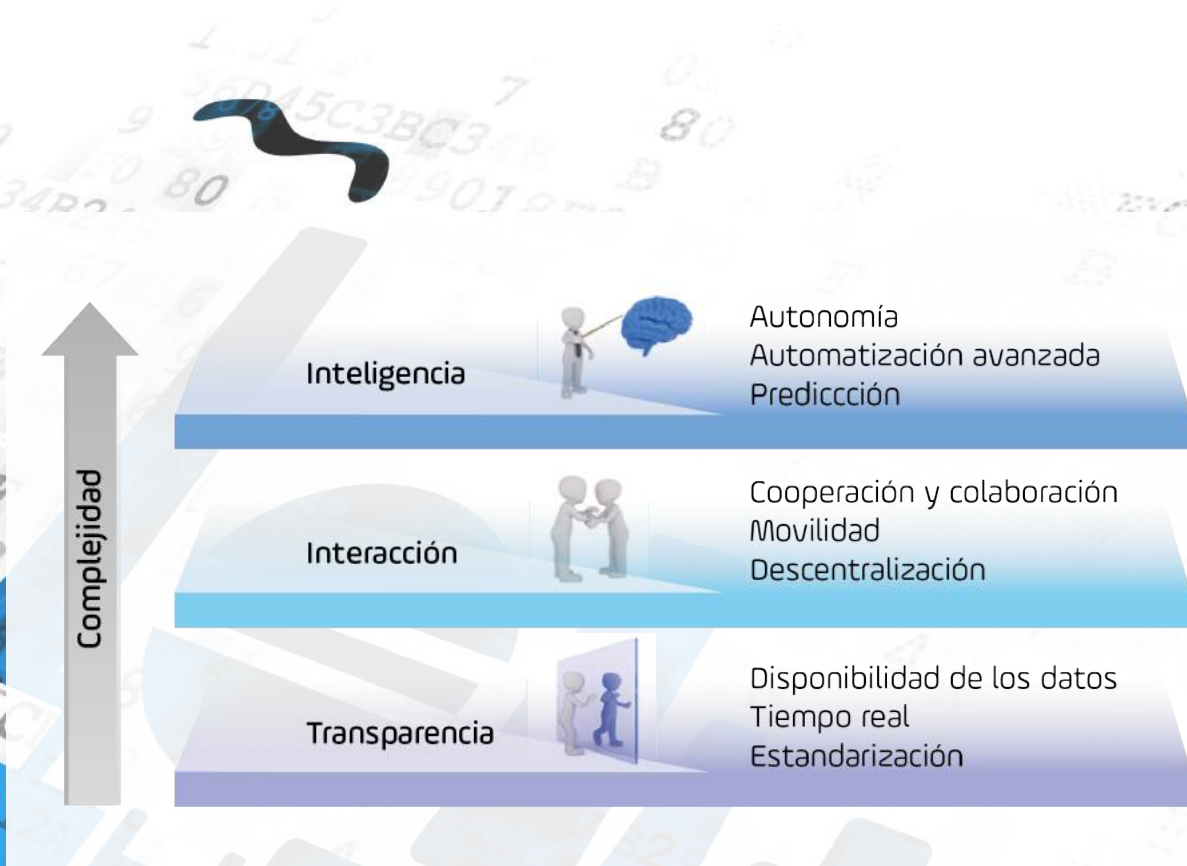 Complejidad
Inteligencia
Autonomía
Automatización avanzada
Prediccción
Interacción
Cooperación y colaboración
Movilidad
Descentralización
Transparencia
Disponibilidad de los datos
Tiempo real
Estandarización